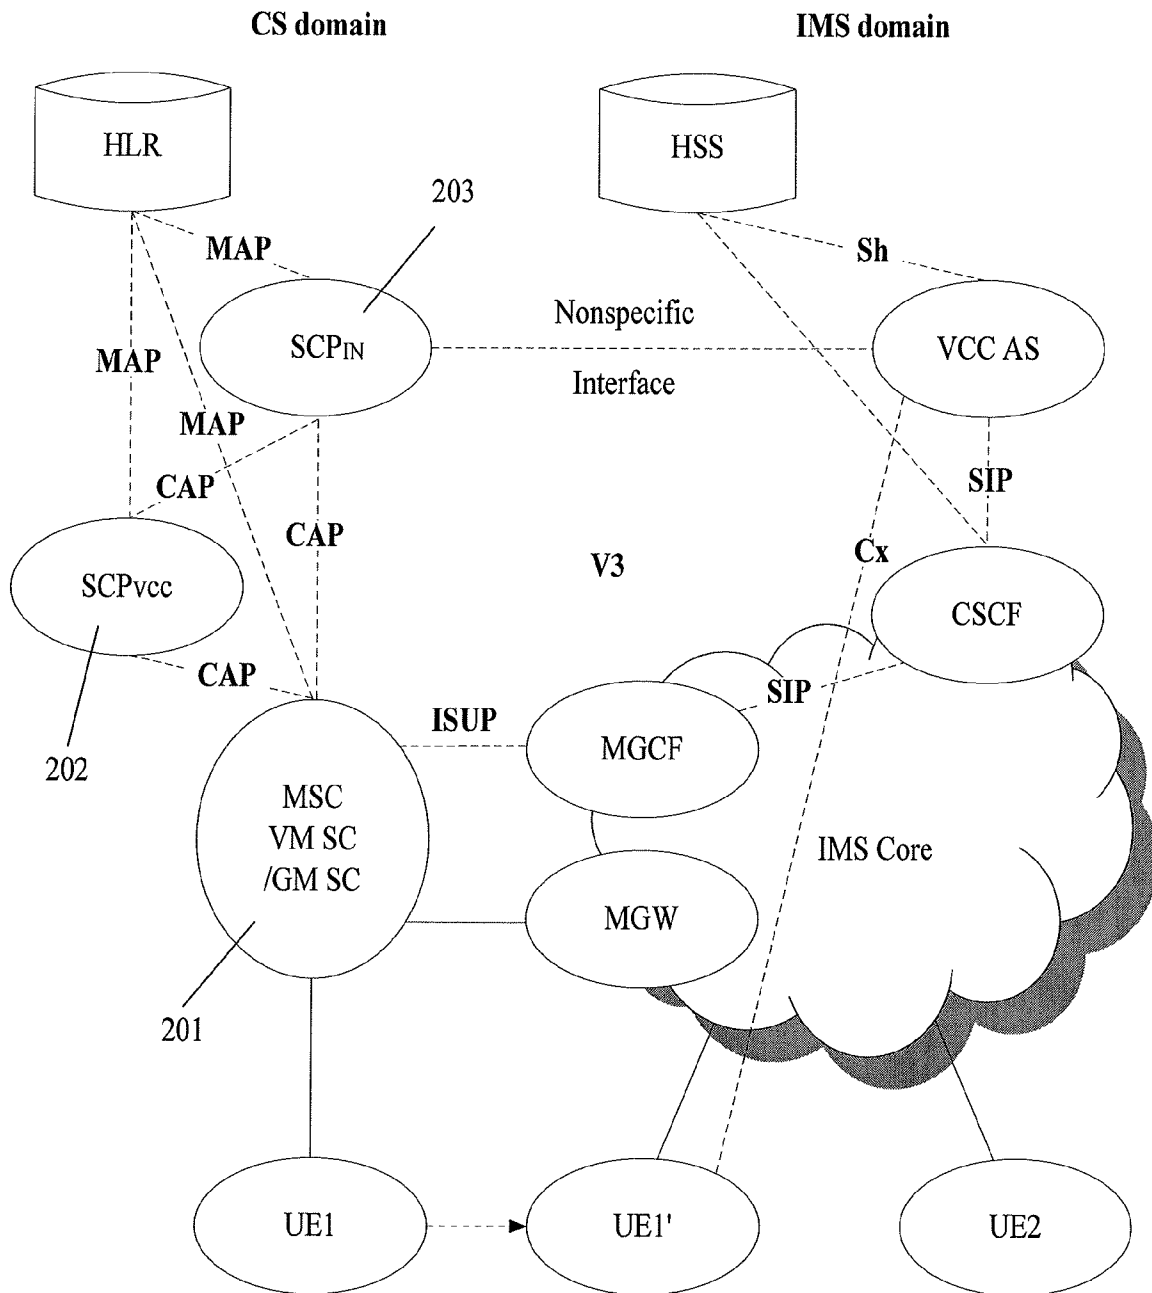 CS domain
IMS domain
HLR
HSS
203
MAP
Sh
SCPIN
Nonspecific
Interface
VCC AS
MAP
MAP
CAP
SIP
CAP
Cx
V3
SCPvcc
CSCF
CAP
SIP
ISUP
MGCF
202
MSC
VM SC
/GM SC
IMS Core
MGW
201
UE1
UE1'
UE2